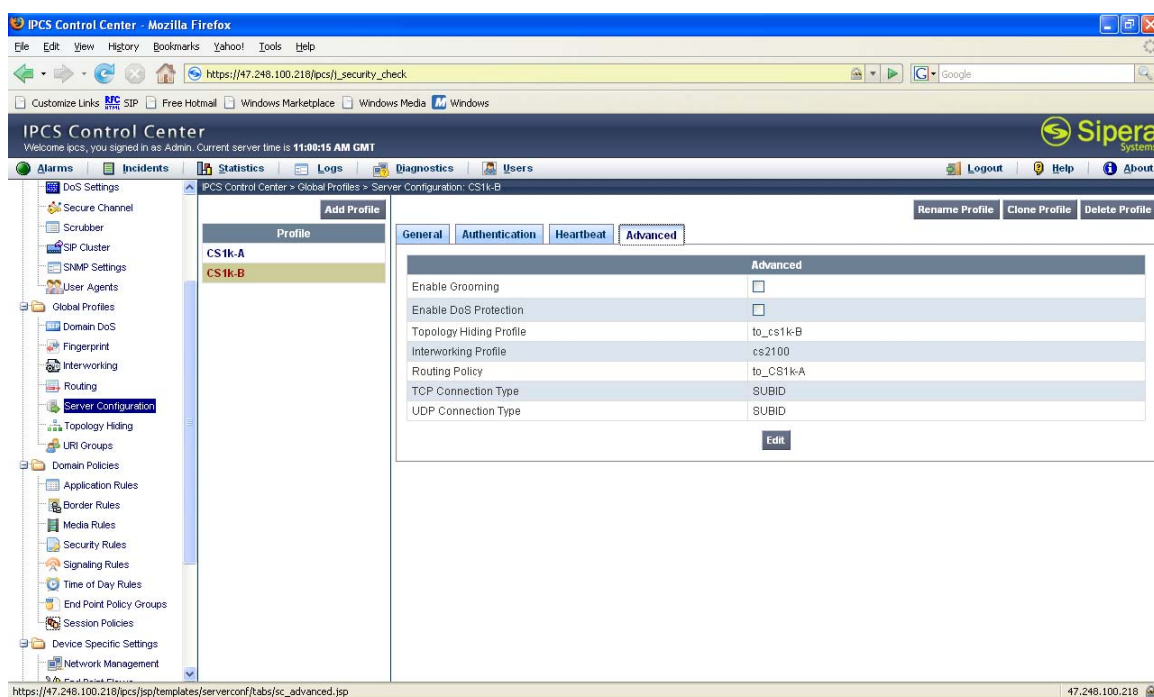 IPCS Control Center - Mozilla Firefox
File Edit View History Bookmarks Yahoo! Tools Help
https://47.248.100.218/ipcs/j_security_check
Google
Customize Links RFC HTML SIP Free Hotmail Windows Marketplace Windows Media Windows
IPCS Control Center
Welcome ipcs, you signed in as Admin. Current server time is 11:00:15 AM GMT
Sipera
Systems
Alarms Incidents Statistics Logs Diagnostics Users Logout Help About
DoS Settings
Secure Channel
Scrubber
SIP Cluster
SNMP Settings
User Agents
Global Profiles
Domain DoS
Fingerprint
Interworking
Routing
Server Configuration
Topology Hiding
URI Groups
Domain Policies
Application Rules
Border Rules
Media Rules
Security Rules
Signaling Rules
Time of Day Rules
End Point Policy Groups
Session Policies
Device Specific Settings
Network Management
End Point Flows
IPCS Control Center > Global Profiles > Server Configuration: CS1k-B
Add Profile
Profile
CS1k-A
CS1k-B
Rename Profile Clone Profile Delete Profile
General Authentication Heartbeat Advanced
Advanced
Enable Grooming
Enable DoS Protection
Topology Hiding Profile to_cs1k-B
Interworking Profile cs2100
Routing Policy to_CS1k-A
TCP Connection Type SUBID
UDP Connection Type SUBID
Edit
https://47.248.100.218/ipcs/jsp/templates/serverconf/tabs/sc_advanced.jsp 47.248.100.218